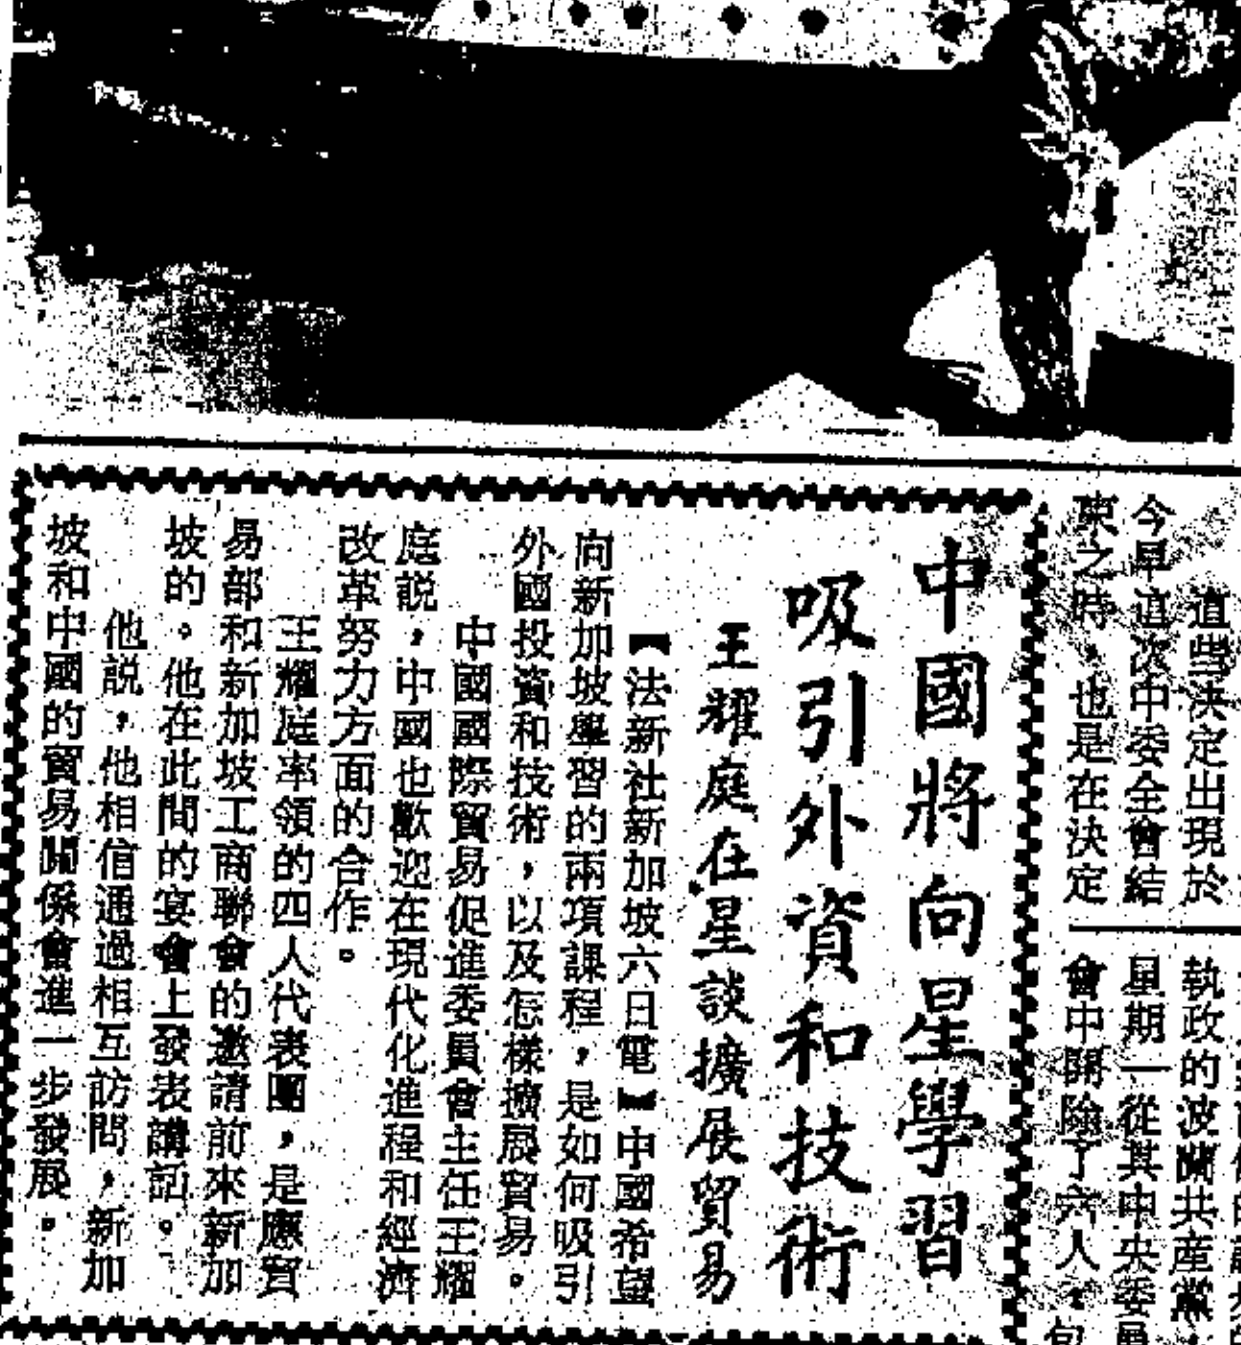 這些決定出現於
今早這次中委全會結
束之時，也是在決定
執政的波蘭共產黨
星期一從其中央委員
會中開除了六人，包
中國將向星學習
吸引外資和技術
王耀庭在星談擴展貿易
【法新社新加坡六日電】中國希望
向新加坡學習的兩項課程，是如何吸引
外國投資和技術，以及怎樣擴展貿易。
中國國際貿易促進委員會主任王耀
庭説，中國也歡迎在現代化進程和經濟
改革努力方面的合作。
王耀庭率領的四人代表團，是應貿
易部和新加坡工商聯會的邀請前來新加
坡的。他在此間的宴會上發表講話。
他説，他相信通過相互訪問，新加
坡和中國的貿易關係會進一步發展。